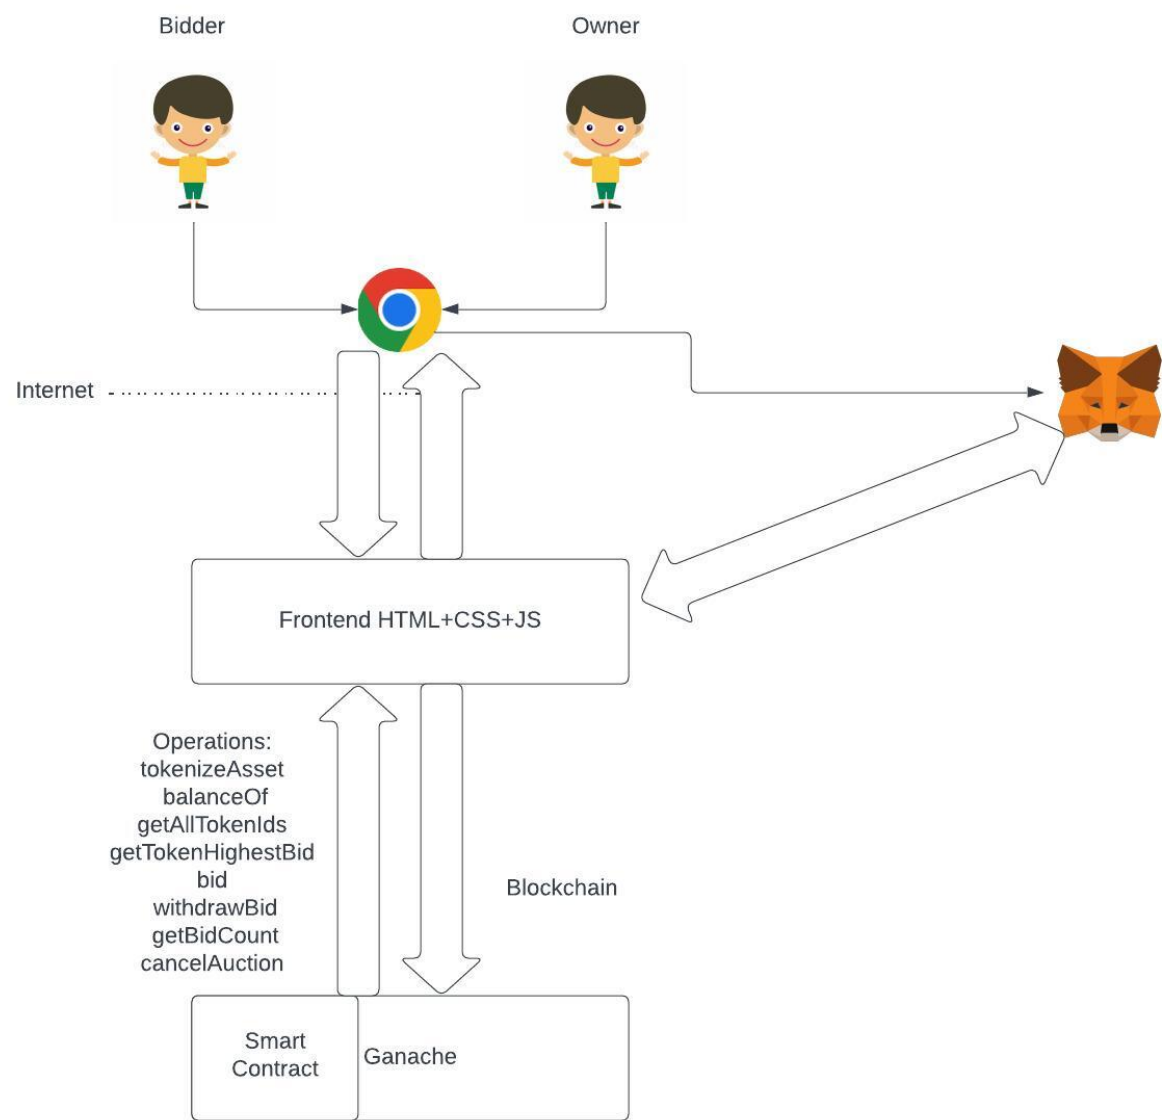 Bidder
Owner
Internet
Frontend HTML+CSS+JS
Operations:
tokenizeAsset
balanceOf
getAllTokenIds
getTokenHighestBid
bid
withdrawBid
getBidCount
cancelAuction
Blockchain
Smart
Contract
Ganache